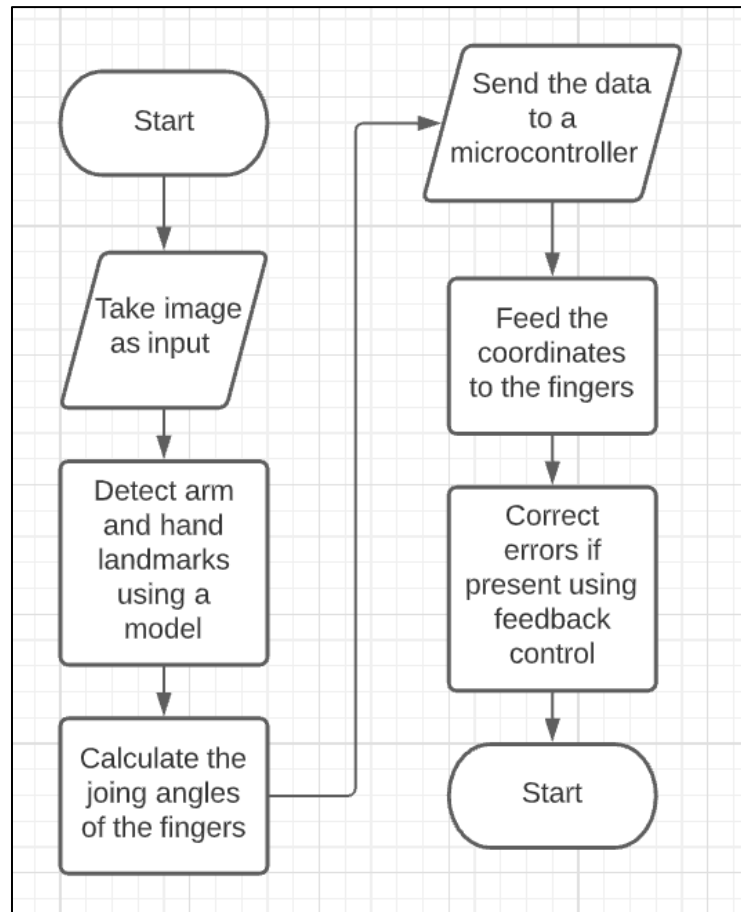 Start
Take image
as input
Detect arm
and hand
landmarks
using a
model
Calculate the
joing angles
of the fingers
Send the data
to a
microcontroller
Feed the
coordinates
to the fingers
Correct
errors if
present using
feedback
control
Start